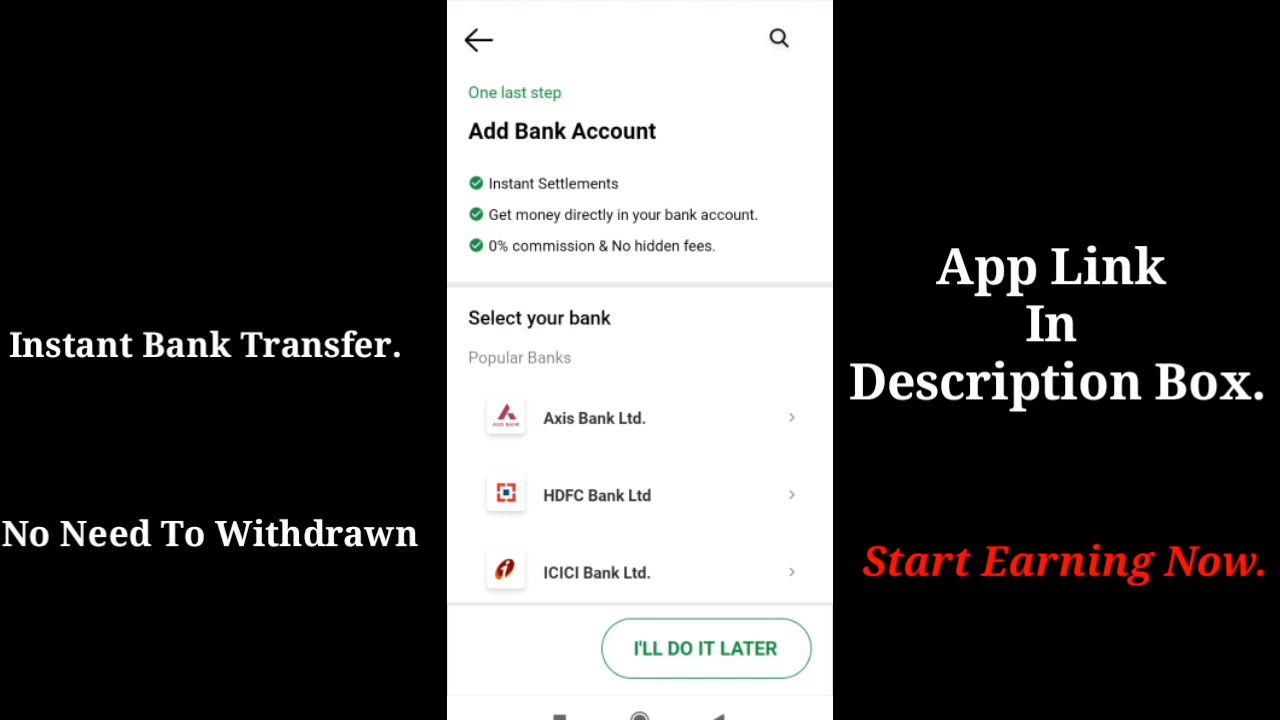 One last step
Add Bank Account
Instant Settlements
Get money directly in your bank account.
0% commission & No hidden fees.
Select your bank
Popular Banks
AXIS BANK
Axis Bank Ltd.
HDFC Bank Ltd
ICICI Bank Ltd.
I'LL DO IT LATER
Instant Bank Transfer.
No Need To Withdrawn
App Link
In
Description Box.
Start Earning Now.